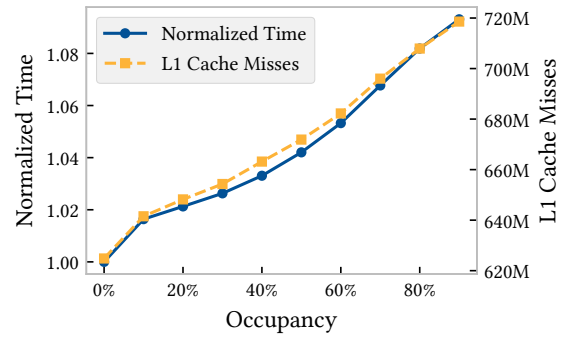 Normalized Time
L1 Cache Misses
Normalized Time
1.08
1.06
1.04
1.02
1.00
720M
700M
680M
660M
640M
620M
L1 Cache Misses
0%
20%
40%
60%
80%
Occupancy